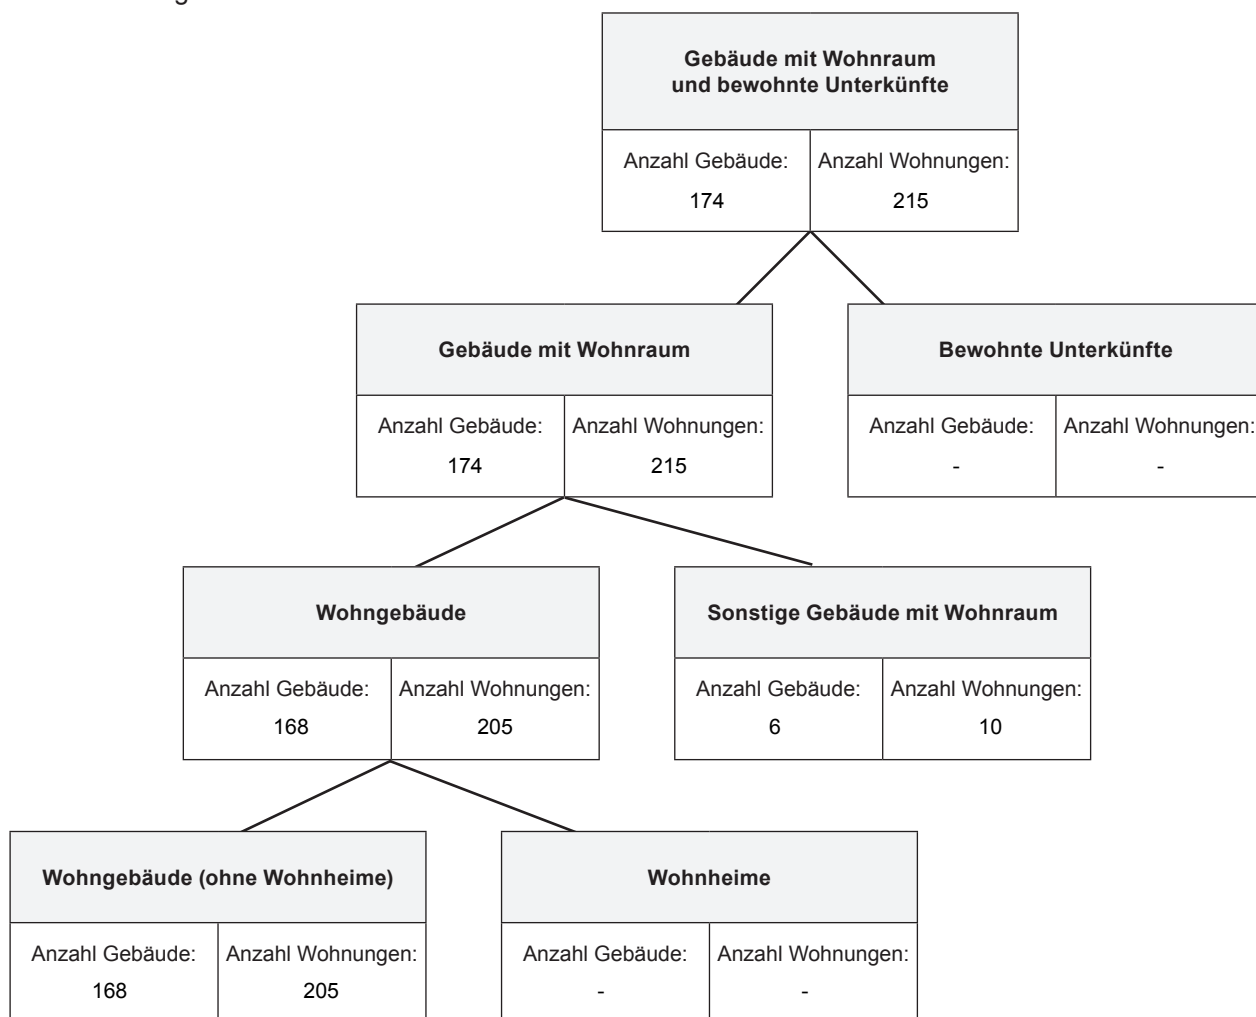 Gebäude mit Wohnraum
und bewohnte Unterkünfte
Anzahl Gebäude: Anzahl Wohnungen:
174 215
Gebäude mit Wohnraum
Anzahl Gebäude: Anzahl Wohnungen:
174 215
Bewohnte Unterkünfte
Anzahl Gebäude: Anzahl Wohnungen:
- -
Wohngebäude
Anzahl Gebäude: Anzahl Wohnungen:
168 205
Sonstige Gebäude mit Wohnraum
Anzahl Gebäude: Anzahl Wohnungen:
6 10
Wohngebäude (ohne Wohnheime)
Anzahl Gebäude: Anzahl Wohnungen:
168 205
Wohnheime
Anzahl Gebäude: Anzahl Wohnungen:
- -